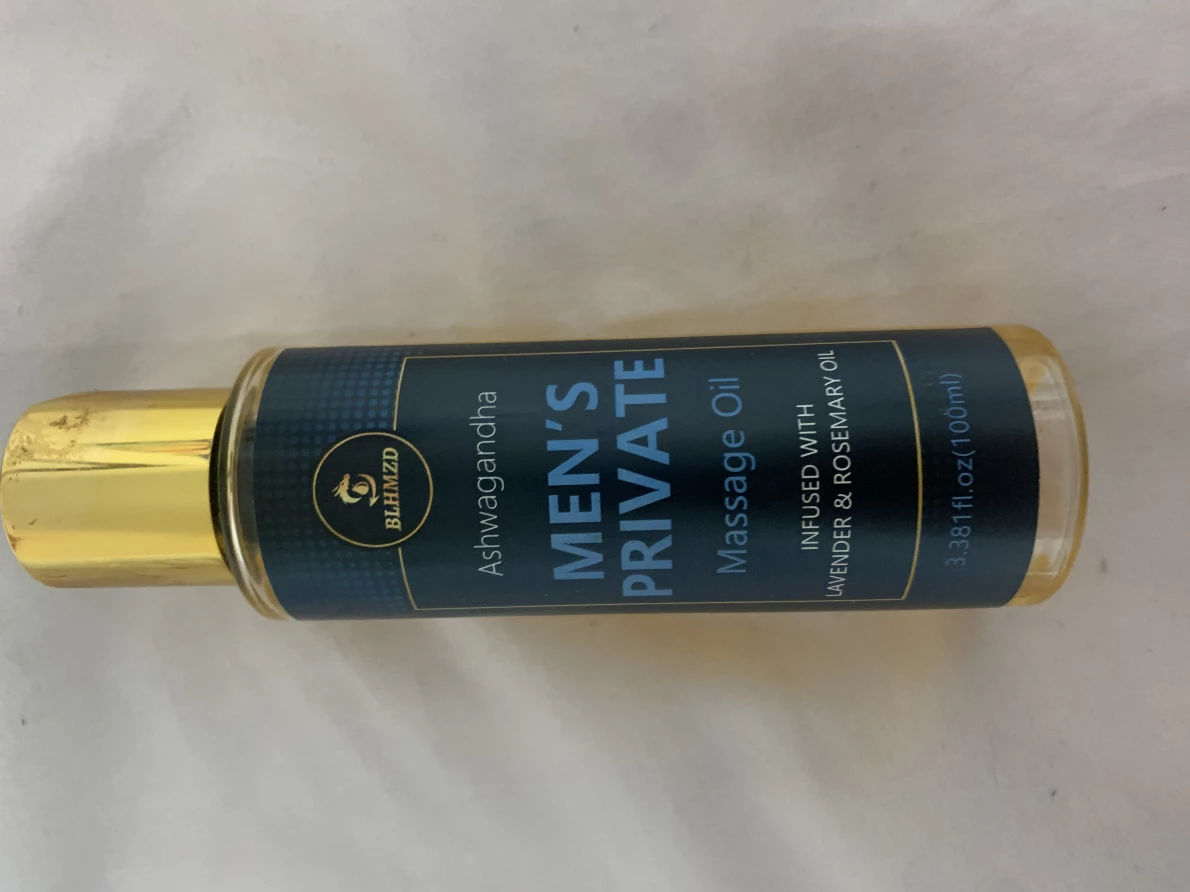 BLHMZD
Ashwagandha
MEN'S
PRIVATE
Massage Oil
INFUSED WITH
LAVENDER & ROSEMARY OIL
3.381fl.oz(100ml)